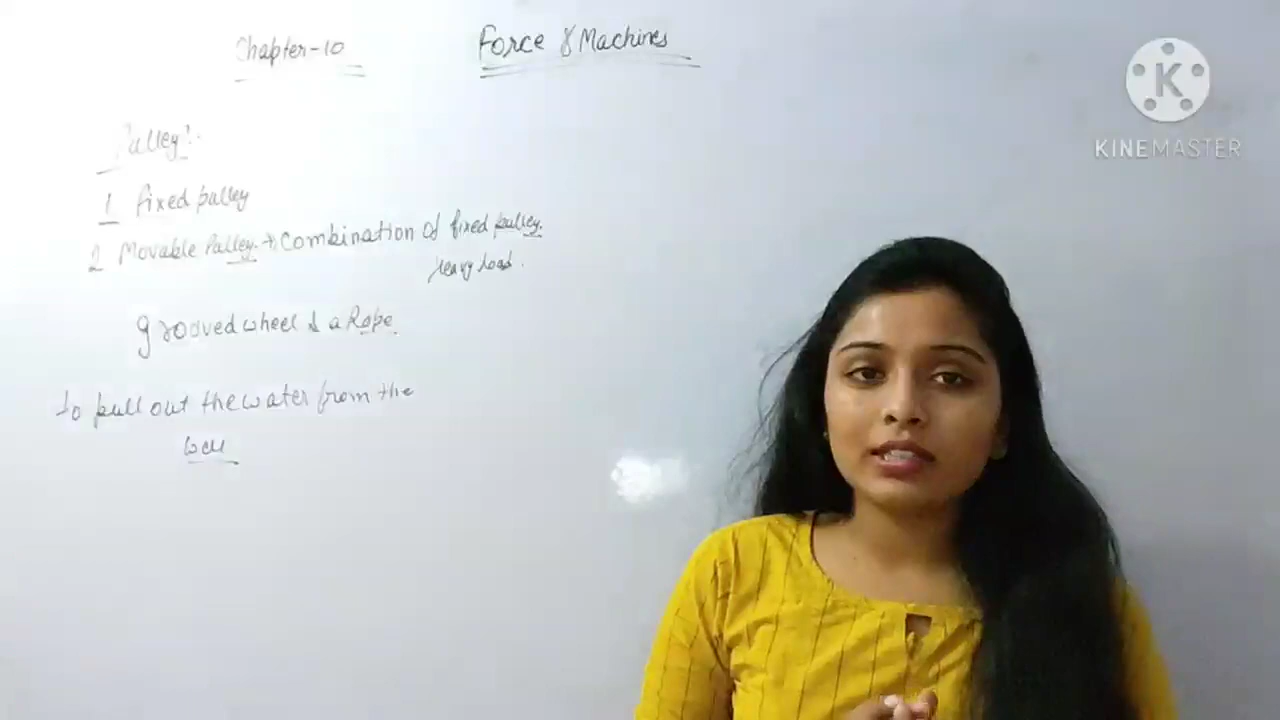 Chapter-10
Force & Machines
KINEMASTER
Pulley:-
1 fixed pulley
2 Movable Pulley → Combination of fixed pulley.
heavy load.
grooved wheel & a Rope.
to pull out the water from the
well